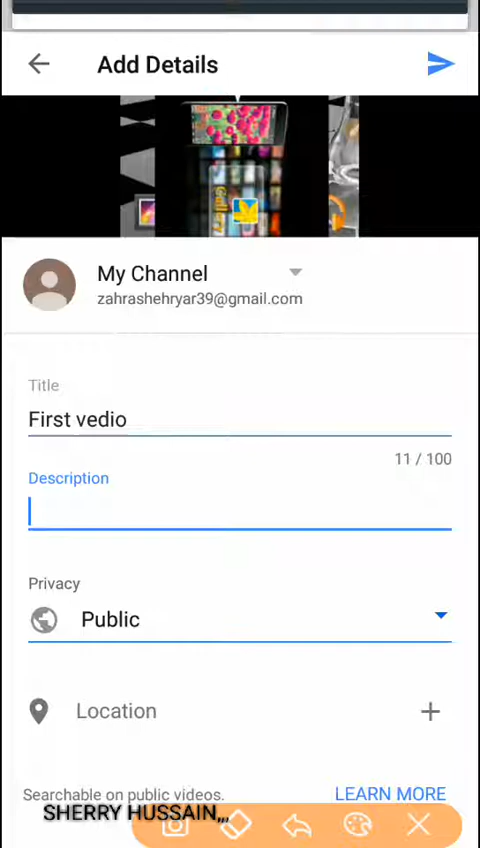 Add Details
Gallery
My Channel
zahrashehryar39@gmail.com
Title
First vedio
11 / 100
Description
Privacy
Public
Location
Searchable on public videos.
LEARN MORE
SHERRY HUSSAIN,,,